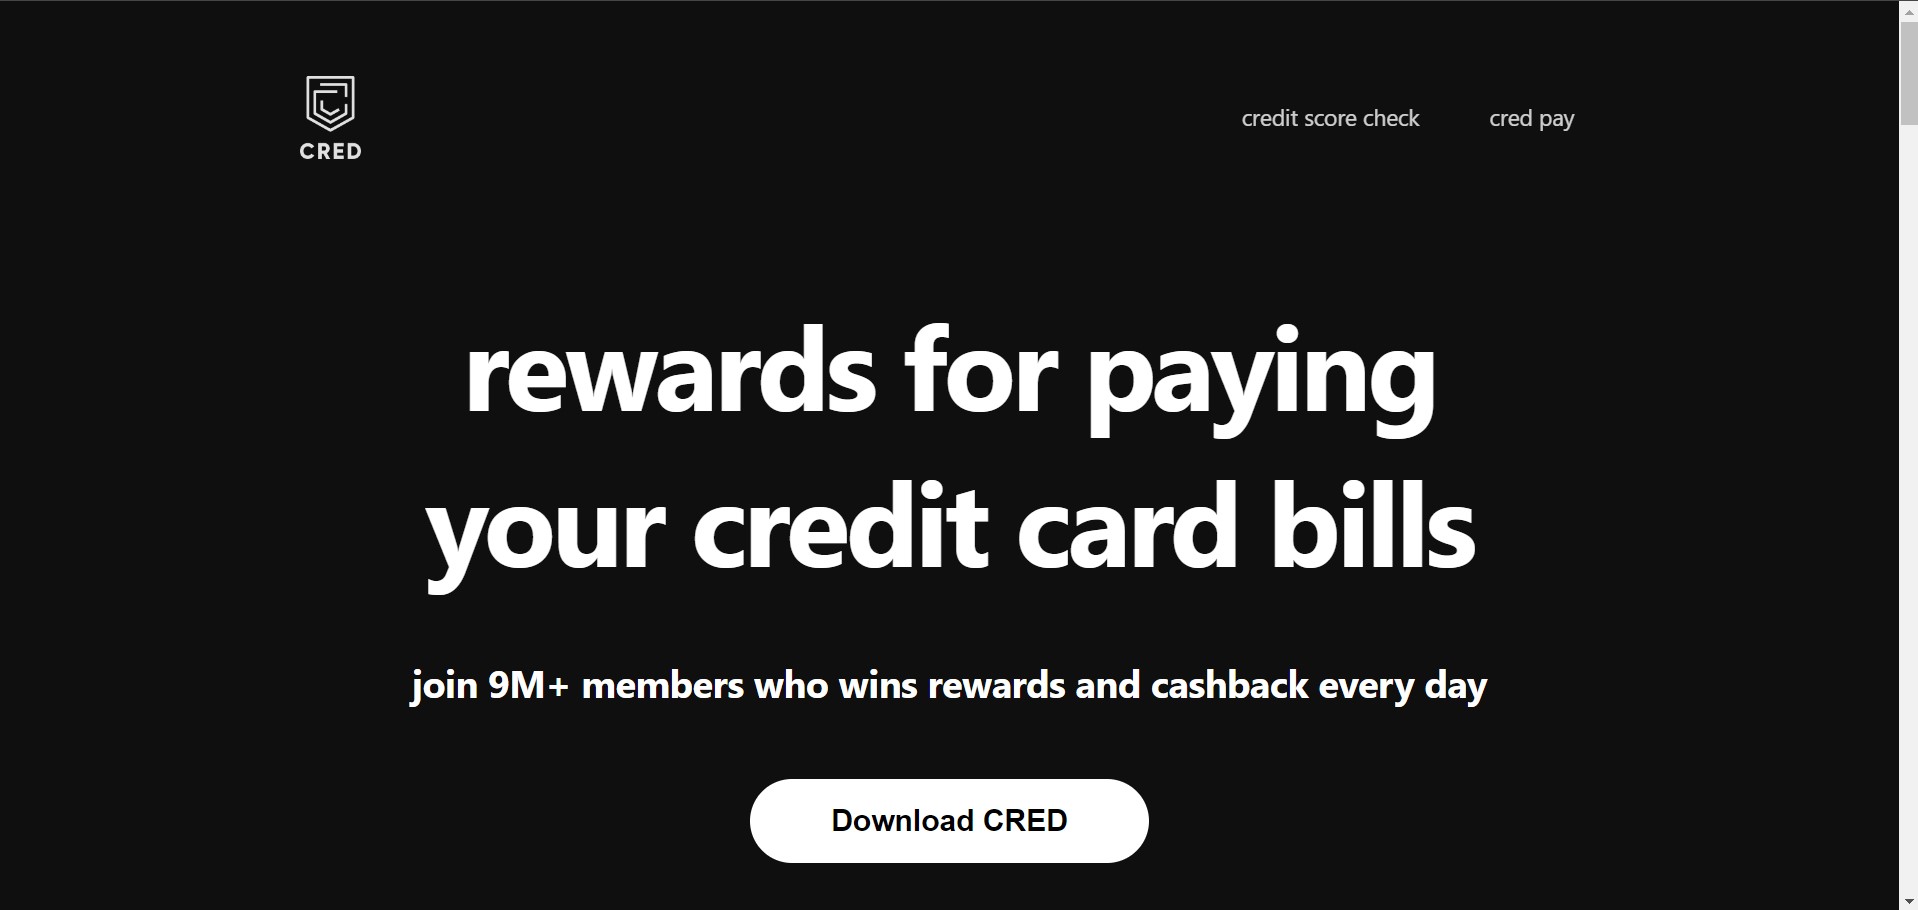 CRED
credit score check
cred pay
rewards for paying
your credit card bills
join 9M+ members who wins rewards and cashback every day
Download CRED